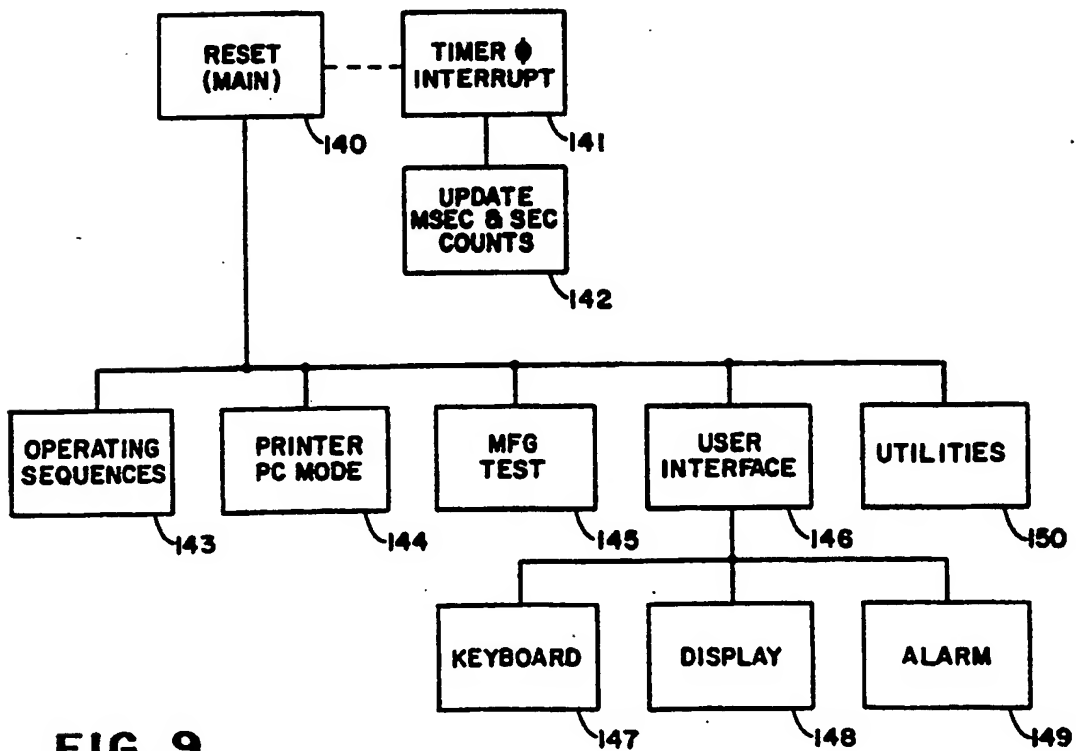 RESET
(MAIN)
140
TIMER ϕ
INTERRUPT
141
UPDATE
MSEC & SEC
COUNTS
142
OPERATING
SEQUENCES
143
PRINTER
PC MODE
144
MFG
TEST
145
USER
INTERFACE
146
UTILITIES
150
KEYBOARD
147
DISPLAY
148
ALARM
149
FIG. 9